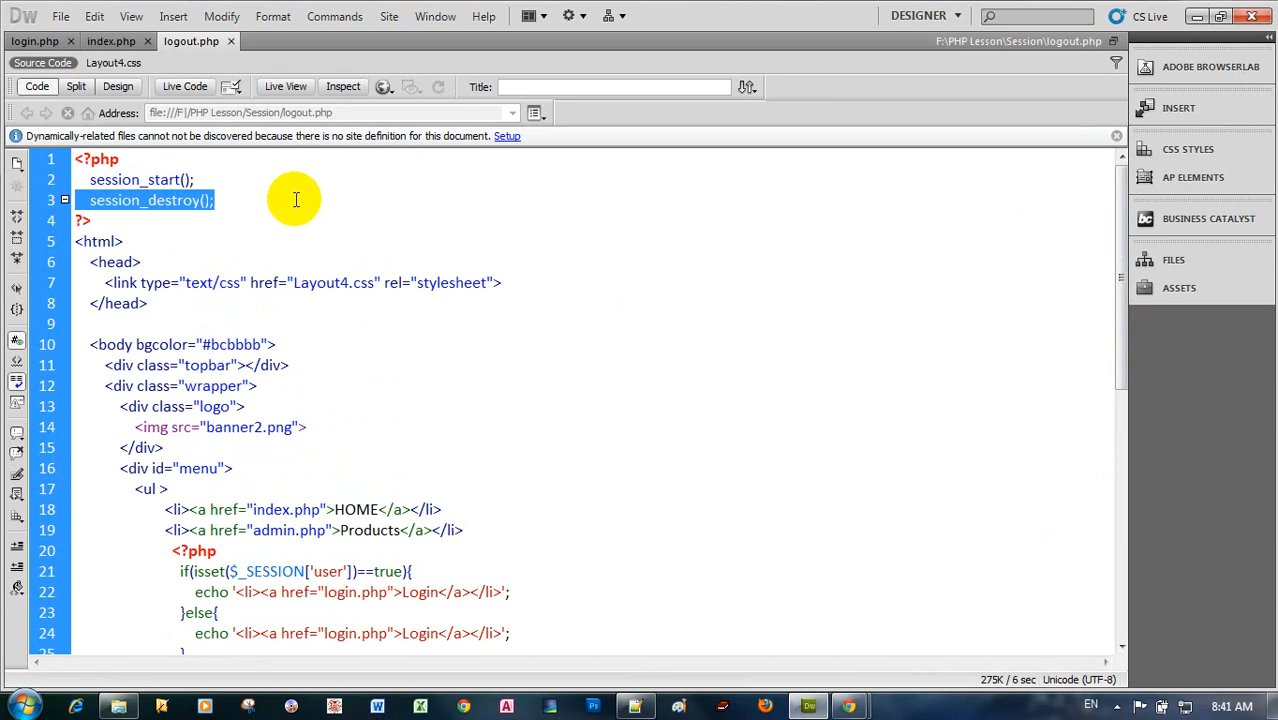 Dw File Edit View Insert Modify Format Commands Site Window Help DESIGNER CS Live
login.php index.php logout.php F:\PHP Lesson\Session\logout.php
Source Code Layout4.css
Code Split Design Live Code Live View Inspect Title:
Address: file:///F|/PHP Lesson/Session/logout.php
Dynamically-related files cannot not be discovered because there is no site definition for this document. Setup
1 <?php
2 session_start();
3 session_destroy();
4 ?>
5 <html>
6 <head>
7 <link type="text/css" href="Layout4.css" rel="stylesheet">
8 </head>
9
10 <body bgcolor="#bcbbbb">
11 <div class="topbar"></div>
12 <div class="wrapper">
13 <div class="logo">
14 <img src="banner2.png">
15 </div>
16 <div id="menu">
17 <ul >
18 <li><a href="index.php">HOME</a></li>
19 <li><a href="admin.php">Products</a></li>
20 <?php
21 if(isset($_SESSION['user'])==true){
22 echo '<li><a href="login.php">Login</a></li>';
23 }else{
24 echo '<li><a href="login.php">Login</a></li>';
25 }
ADOBE BROWSERLAB
INSERT
CSS STYLES
AP ELEMENTS
BUSINESS CATALYST
FILES
ASSETS
275K / 6 sec Unicode (UTF-8)
EN 8:41 AM